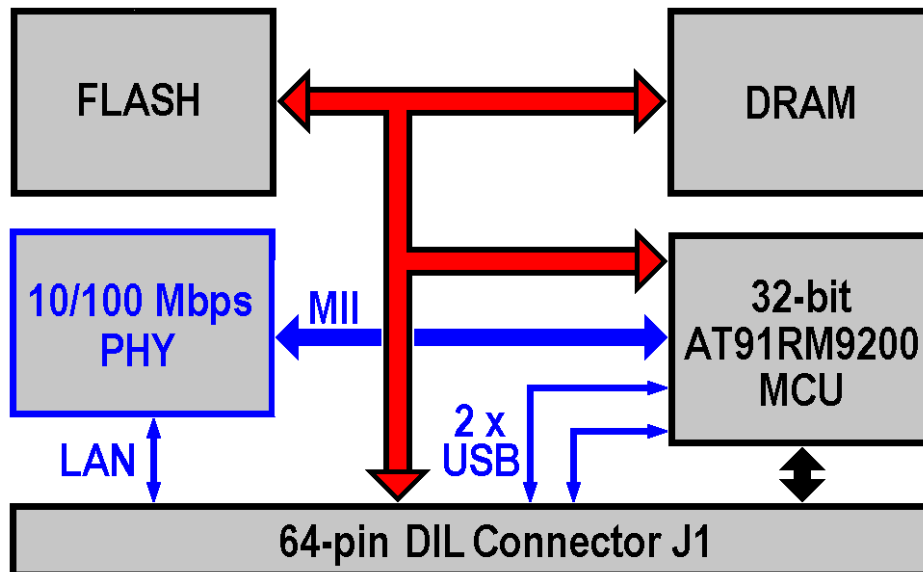 FLASH
DRAM
10/100 Mbps
PHY
MII
32-bit
AT91RM9200
MCU
LAN
2 x
USB
64-pin DIL Connector J1